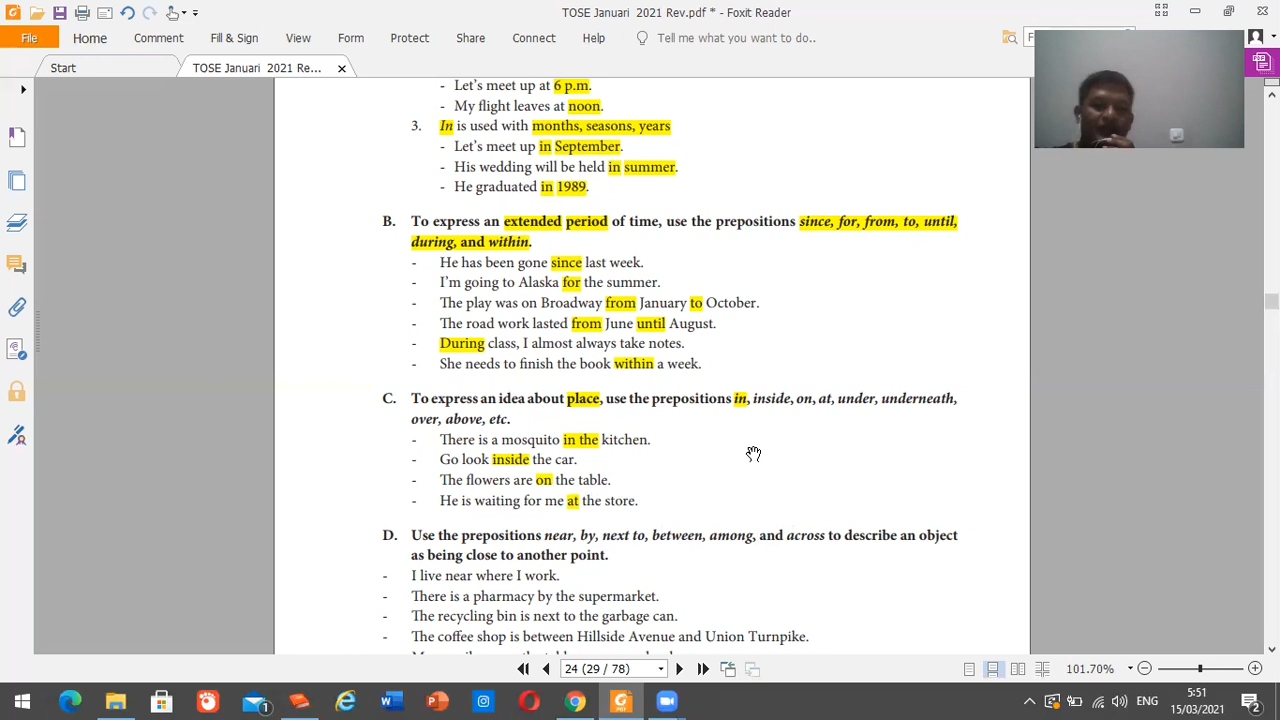 TOSE Januari  2021 Rev.pdf * - Foxit Reader
File Home Comment Fill & Sign View Form Protect Share Connect Help Tell me what you want to do..
Start TOSE Januari  2021 Re...
- Let's meet up at 6 p.m.
- My flight leaves at noon.
3. In is used with months, seasons, years
- Let's meet up in September.
- His wedding will be held in summer.
- He graduated in 1989.
B. To express an extended period of time, use the prepositions since, for, from, to, until,
during, and within.
- He has been gone since last week.
- I'm going to Alaska for the summer.
- The play was on Broadway from January to October.
- The road work lasted from June until August.
- During class, I almost always take notes.
- She needs to finish the book within a week.
C. To express an idea about place, use the prepositions in, inside, on, at, under, underneath,
over, above, etc.
- There is a mosquito in the kitchen.
- Go look inside the car.
- The flowers are on the table.
- He is waiting for me at the store.
D. Use the prepositions near, by, next to, between, among, and across to describe an object
as being close to another point.
- I live near where I work.
- There is a pharmacy by the supermarket.
- The recycling bin is next to the garbage can.
- The coffee shop is between Hillside Avenue and Union Turnpike.
24 (29 / 78) 101.70%
ENG 5:51
15/03/2021